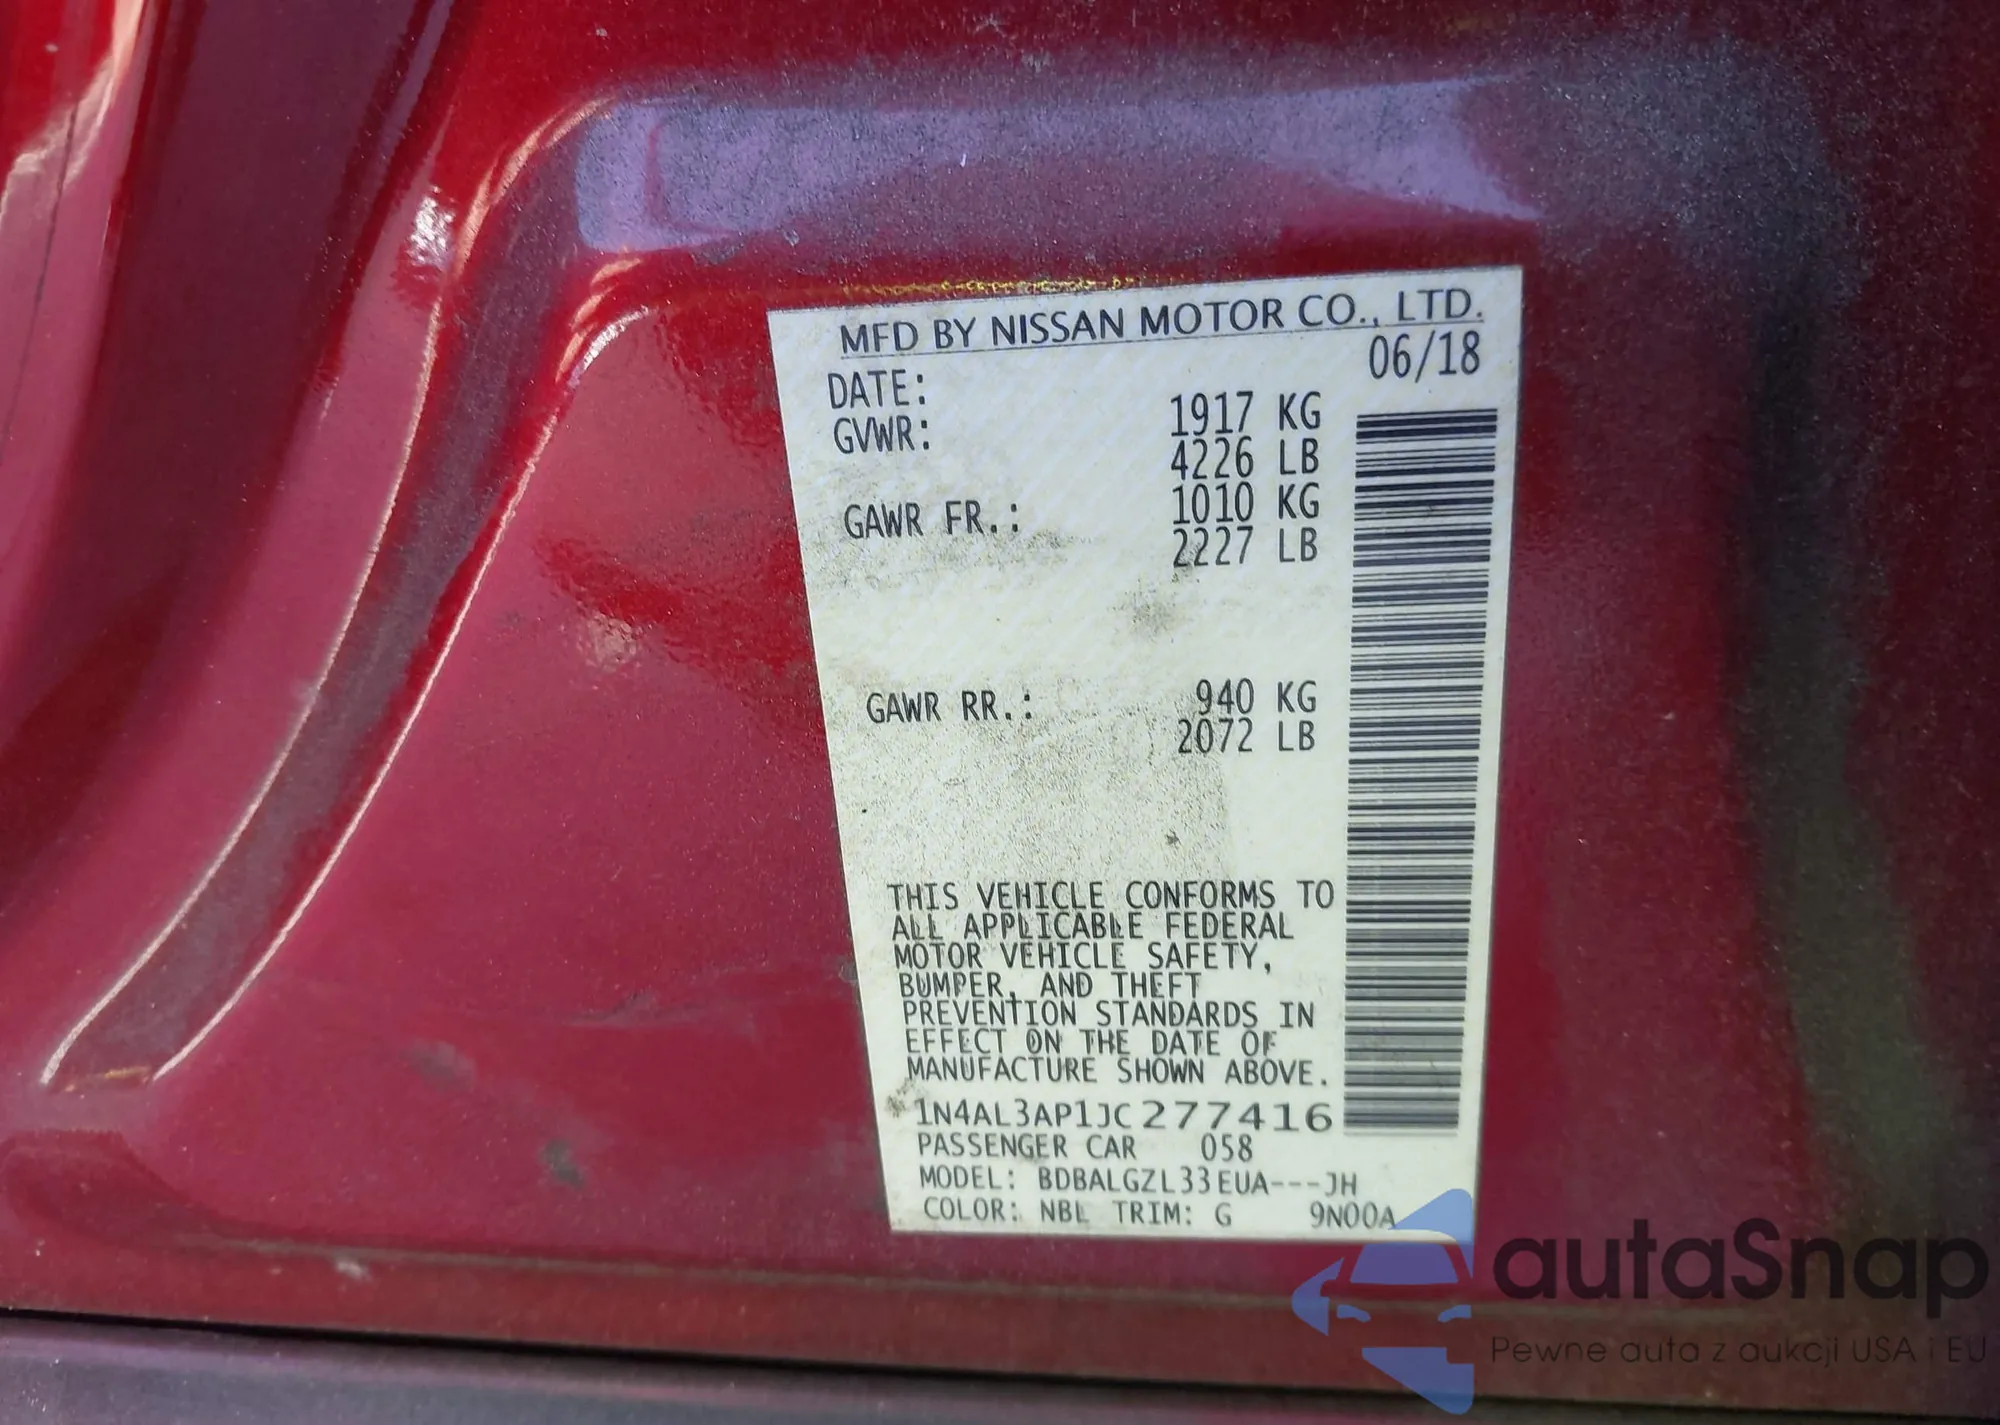 MFD BY NISSAN MOTOR CO., LTD.
DATE: 06/18
GVWR: 1917 KG
4226 LB
GAWR FR.: 1010 KG
2227 LB
GAWR RR.: 940 KG
2072 LB
THIS VEHICLE CONFORMS TO
ALL APPLICABLE FEDERAL
MOTOR VEHICLE SAFETY,
BUMPER, AND THEFT
PREVENTION STANDARDS IN
EFFECT ON THE DATE OF
MANUFACTURE SHOWN ABOVE.
1N4AL3AP1JC277416
PASSENGER CAR 058
MODEL: BDBALGZL33EUA---JH
COLOR: NBL TRIM: G 9N00A
autaSnap
Pewne auta z aukcji USA i EU